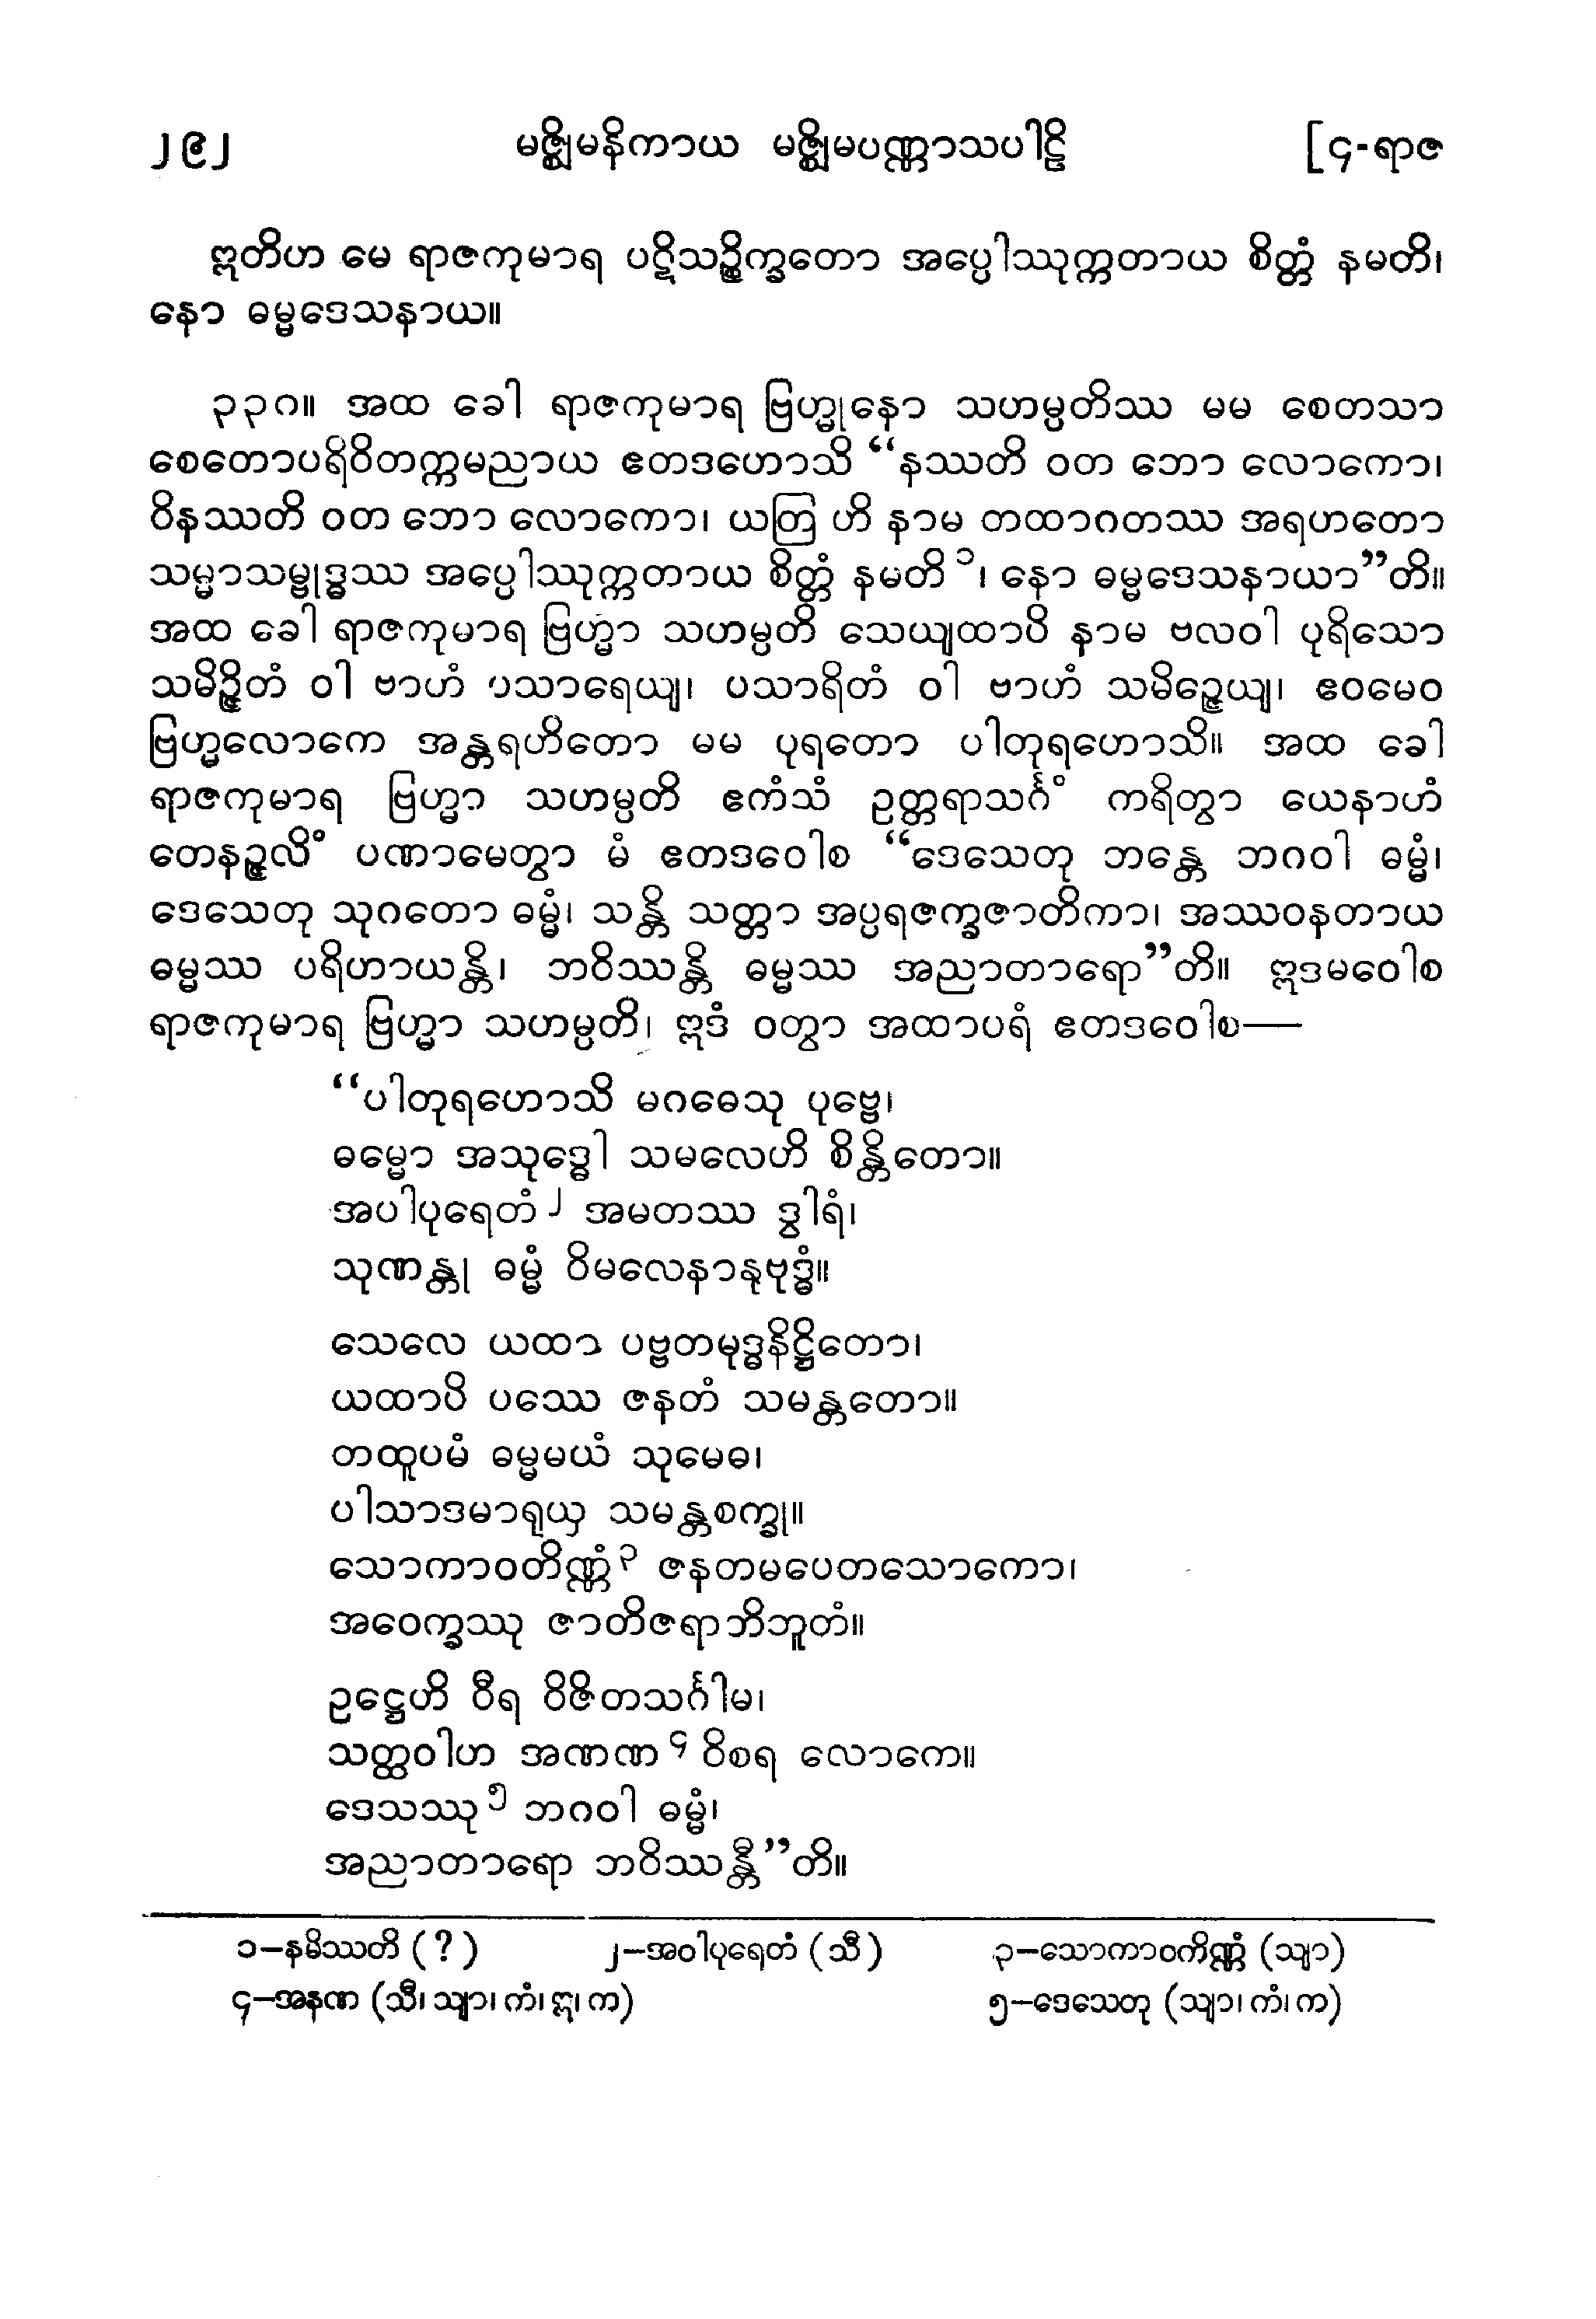 ၂၉၂ မဇ္ဈိမနိကာယ မဇ္ဈိမပဏ္ဏာသပါဠိ [၄-ရာဇ
ဣတိဟ မေ ရာဇကုမာရ ပဋိသဉ္စိက္ခတော အပ္ပေါဿုက္ကတာယ စိတ္တံ နမတိ၊
နော ဓမ္မဒေသနာယ။
၃၃၈။ အထ ခေါ ရာဇကုမာရ ဗြဟ္မုနော သဟမ္ပတိဿ မမ စေတသာ
စေတောပရိဝိတက္ကမညာယ ဧတဒဟောသိ “နဿတိ ဝတ ဘော လောကော၊
ဝိနဿတိ ဝတ ဘော လောကော၊ ယတြ ဟိ နာမ တထာဂတဿ အရဟတော
သမ္မာသမ္ဗုဒ္ဓဿ အပ္ပေါဿုက္ကတာယ စိတ္တံ နမတိ ၁၊ နော ဓမ္မဒေသနာယာ”တိ။
အထ ခေါ ရာဇကုမာရ ဗြဟ္မာ သဟမ္ပတိ သေယျထာပိ နာမ ဗလဝါ ပုရိသော
သမိဉ္ဇိတံ ဝါ ဗာဟံ ပသာရေယျ၊ ပသာရိတံ ဝါ ဗာဟံ သမိဉ္ဇေယျ၊ ဧဝမေဝ
ဗြဟ္မလောကေ အန္တရဟိတော မမ ပုရတော ပါတုရဟောသိ။ အထ ခေါ
ရာဇကုမာရ ဗြဟ္မာ သဟမ္ပတိ ဧကံသံ ဥတ္တရာသင်္ဂံ ကရိတွာ ယေနာဟံ
တေနဉ္ဇလိံ ပဏာမေတွာ မံ ဧတဒဝေါစ “ဒေသေတု ဘန္တေ ဘဂဝါ ဓမ္မံ၊
ဒေသေတု သုဂတော ဓမ္မံ၊ သန္တိ သတ္တာ အပ္ပရဇက္ခဇာတိကာ၊ အဿဝနတာယ
ဓမ္မဿ ပရိဟာယန္တိ၊ ဘဝိဿန္တိ ဓမ္မဿ အညာတာရော”တိ။ ဣဒမဝေါစ
ရာဇကုမာရ ဗြဟ္မာ သဟမ္ပတိ၊ ဣဒံ ဝတွာ အထာပရံ ဧတဒဝေါစ—
“ပါတုရဟောသိ မဂဓေသု ပုဗ္ဗေ၊
ဓမ္မော အသုဒ္ဓေါ သမလေဟိ စိန္တိတော။
အပါပုရေတံ ၂ အမတဿ ဒွါရံ၊
သုဏန္တု ဓမ္မံ ဝိမလေနာနုဗုဒ္ဓံ။
သေလေ ယထာ ပဗ္ဗတမုဒ္ဓနိဋ္ဌိတော၊
ယထာပိ ပဿေ ဇနတံ သမန္တတော။
တထူပမံ ဓမ္မမယံ သုမေဓ၊
ပါသာဒမာရုယှ သမန္တစက္ခု။
သောကာဝတိဏ္ဏံ ၃ ဇနတမပေတသောကော၊
အဝေက္ခဿု ဇာတိဇရာဘိဘူတံ။
ဥဋ္ဌေဟိ ဝီရ ဝိဇိတသင်္ဂါမ၊
သတ္ထဝါဟ အဏဏ ၄ ဝိစရ လောကေ။
ဒေသဿု ၅ ဘဂဝါ ဓမ္မံ၊
အညာတာရော ဘဝိဿန္တီ”တိ။
၁–နမိဿတိ (?) ၂–အဝါပုရေတံ (သီ) ၃–သောကာဝကိဏ္ဏံ (သျာ)
၄–အနဏ (သီ၊ သျာ၊ ကံ၊ ဣ၊ က) ၅–ဒေသေတု (သျာ၊ ကံ၊ က)